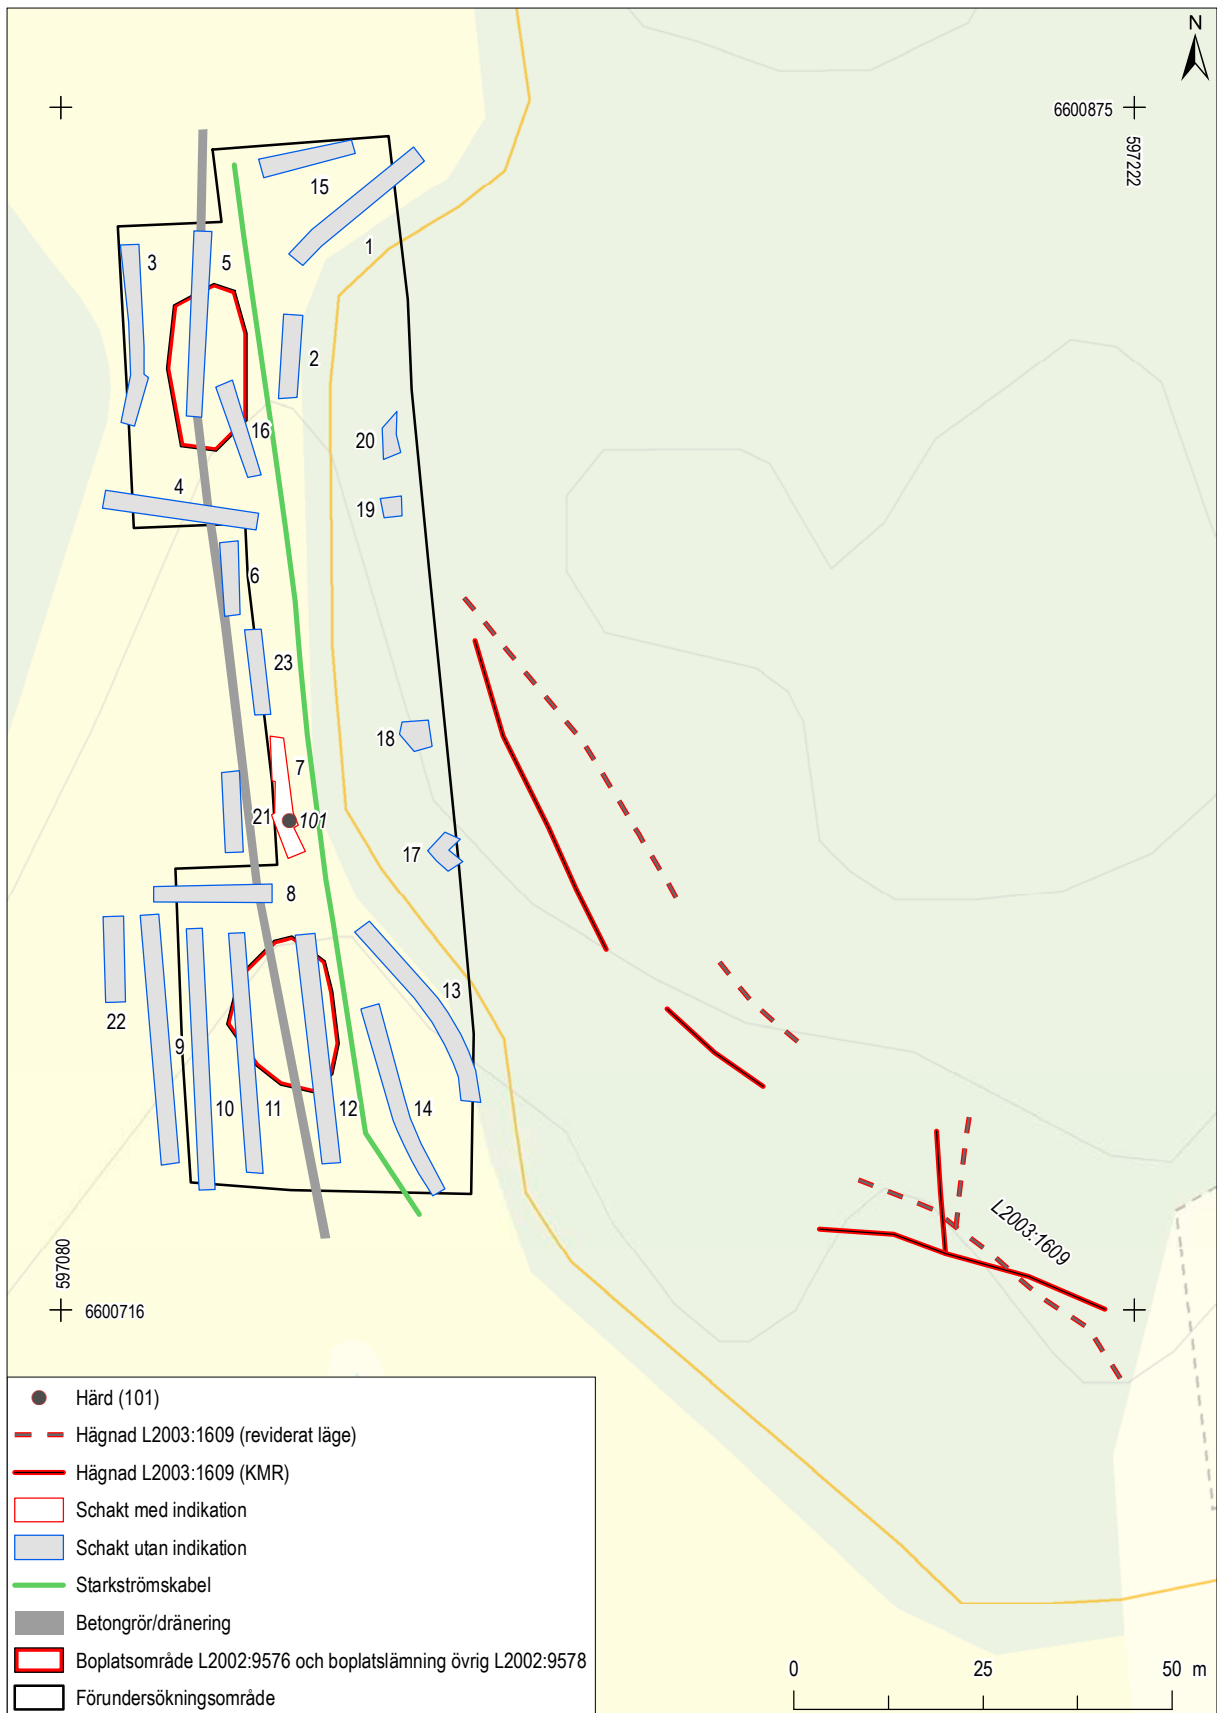 N
6600875
597222
15
1
3
5
2
16
20
4
19
6
23
18
7
21
101
17
8
13
22
9
10
11
12
14
L2003:1609
597080
6600716
Härd (101)
Hägnad L2003:1609 (reviderat läge)
Hägnad L2003:1609 (KMR)
Schakt med indikation
Schakt utan indikation
Starkströmskabel
Betongrör/dränering
Boplatsområde L2002:9576 och boplatslämning övrig L2002:9578
Förundersökningsområde
0 25 50 m